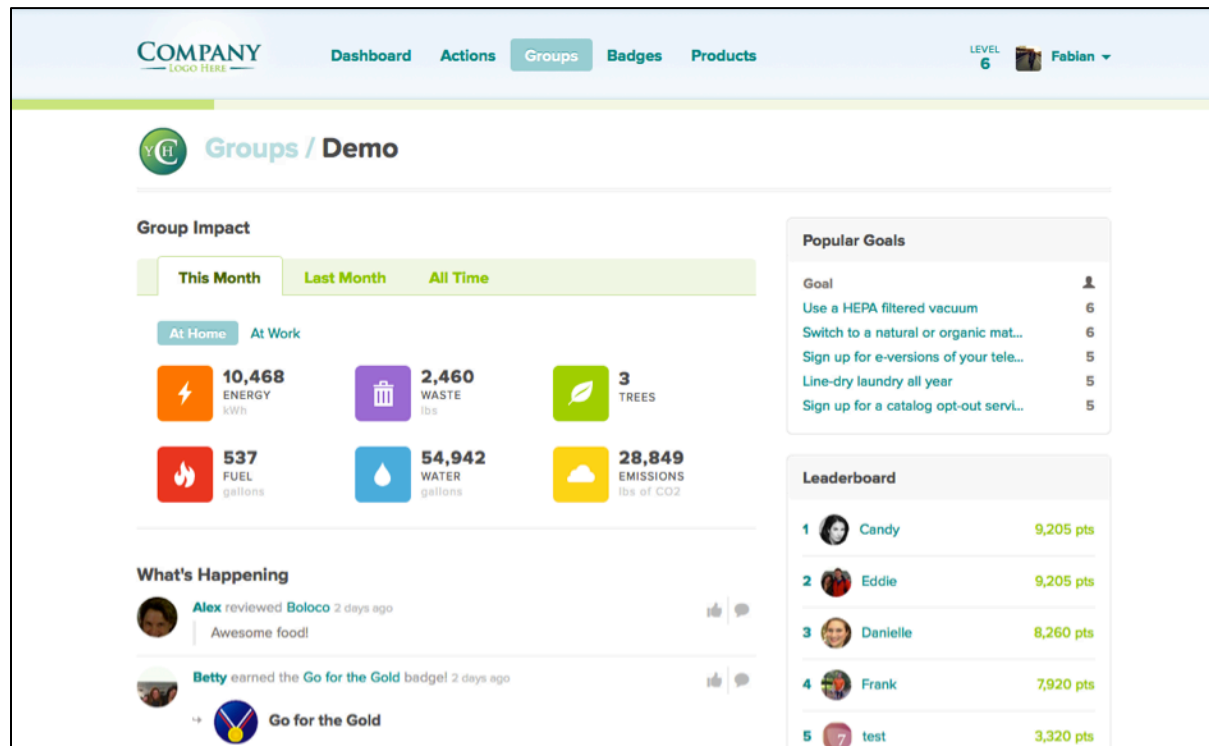 COMPANY
LOGO HERE
Dashboard Actions Groups Badges Products
LEVEL
6
Fabian
YCH
Groups / Demo
Group Impact
This Month Last Month All Time
At Home At Work
10,468
ENERGY
kWh
2,460
WASTE
lbs
3
TREES
537
FUEL
gallons
54,942
WATER
gallons
28,849
EMISSIONS
lbs of CO2
What's Happening
Alex reviewed Boloco 2 days ago
Awesome food!
Betty earned the Go for the Gold badge! 2 days ago
Go for the Gold
Popular Goals
Goal
Use a HEPA filtered vacuum 6
Switch to a natural or organic mat... 6
Sign up for e-versions of your tele... 5
Line-dry laundry all year 5
Sign up for a catalog opt-out servi... 5
Leaderboard
1 Candy 9,205 pts
2 Eddie 9,205 pts
3 Danielle 8,260 pts
4 Frank 7,920 pts
5 7 test 3,320 pts